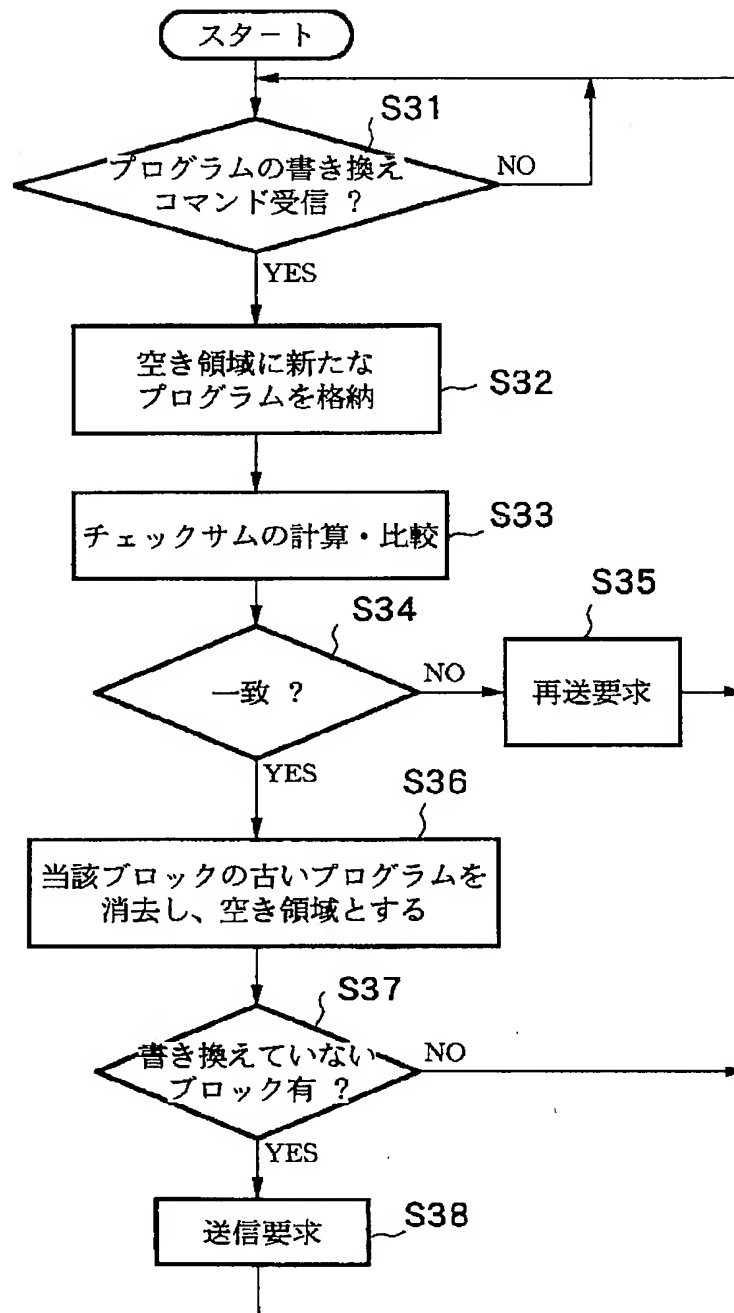 スタート
S31
プログラムの書き換え
コマンド受信 ?
NO
YES
空き領域に新たな
プログラムを格納
S32
チェックサムの計算・比較
S33
S34
一致 ?
NO
S35
再送要求
YES
S36
当該ブロックの古いプログラムを
消去し、空き領域とする
S37
書き換えていない
ブロック有 ?
NO
YES
送信要求
S38